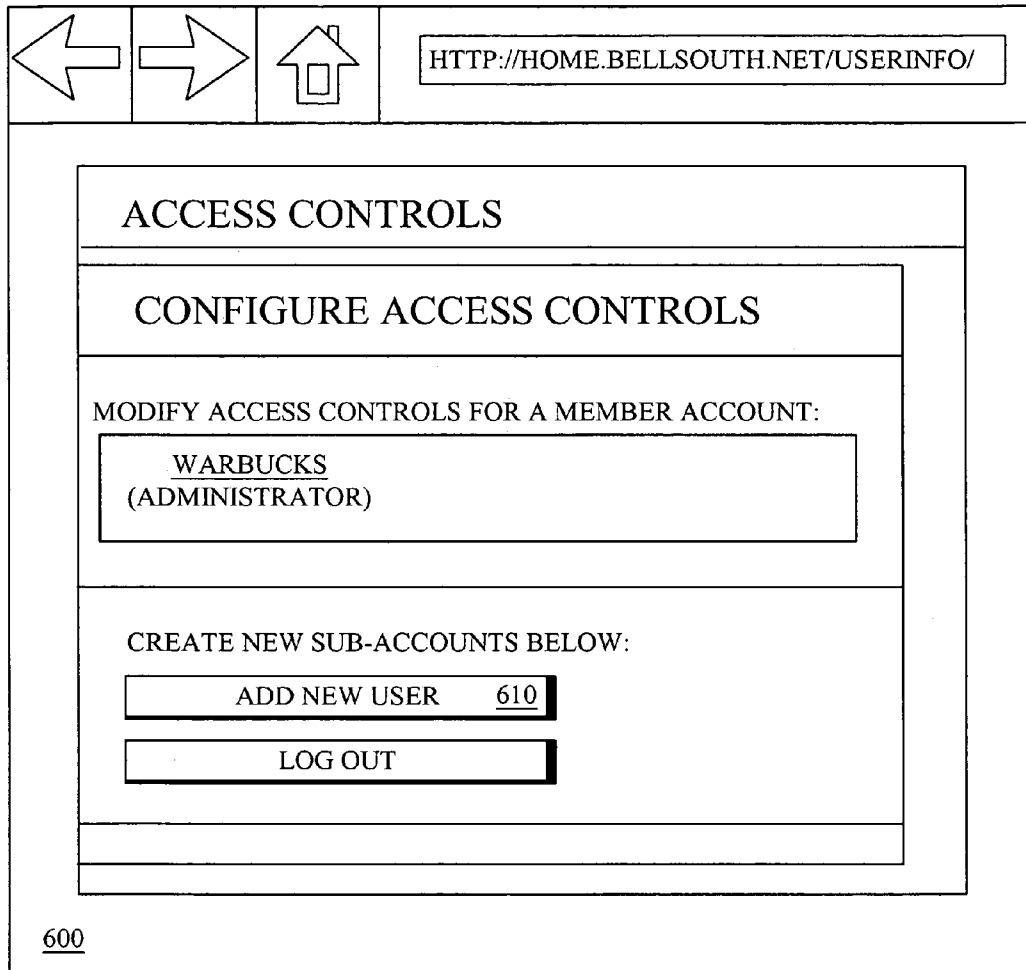 HTTP://HOME.BELLSOUTH.NET/USERINFO/
ACCESS CONTROLS
CONFIGURE ACCESS CONTROLS
MODIFY ACCESS CONTROLS FOR A MEMBER ACCOUNT:
WARBUCKS
(ADMINISTRATOR)
CREATE NEW SUB-ACCOUNTS BELOW:
ADD NEW USER 610
LOG OUT
600